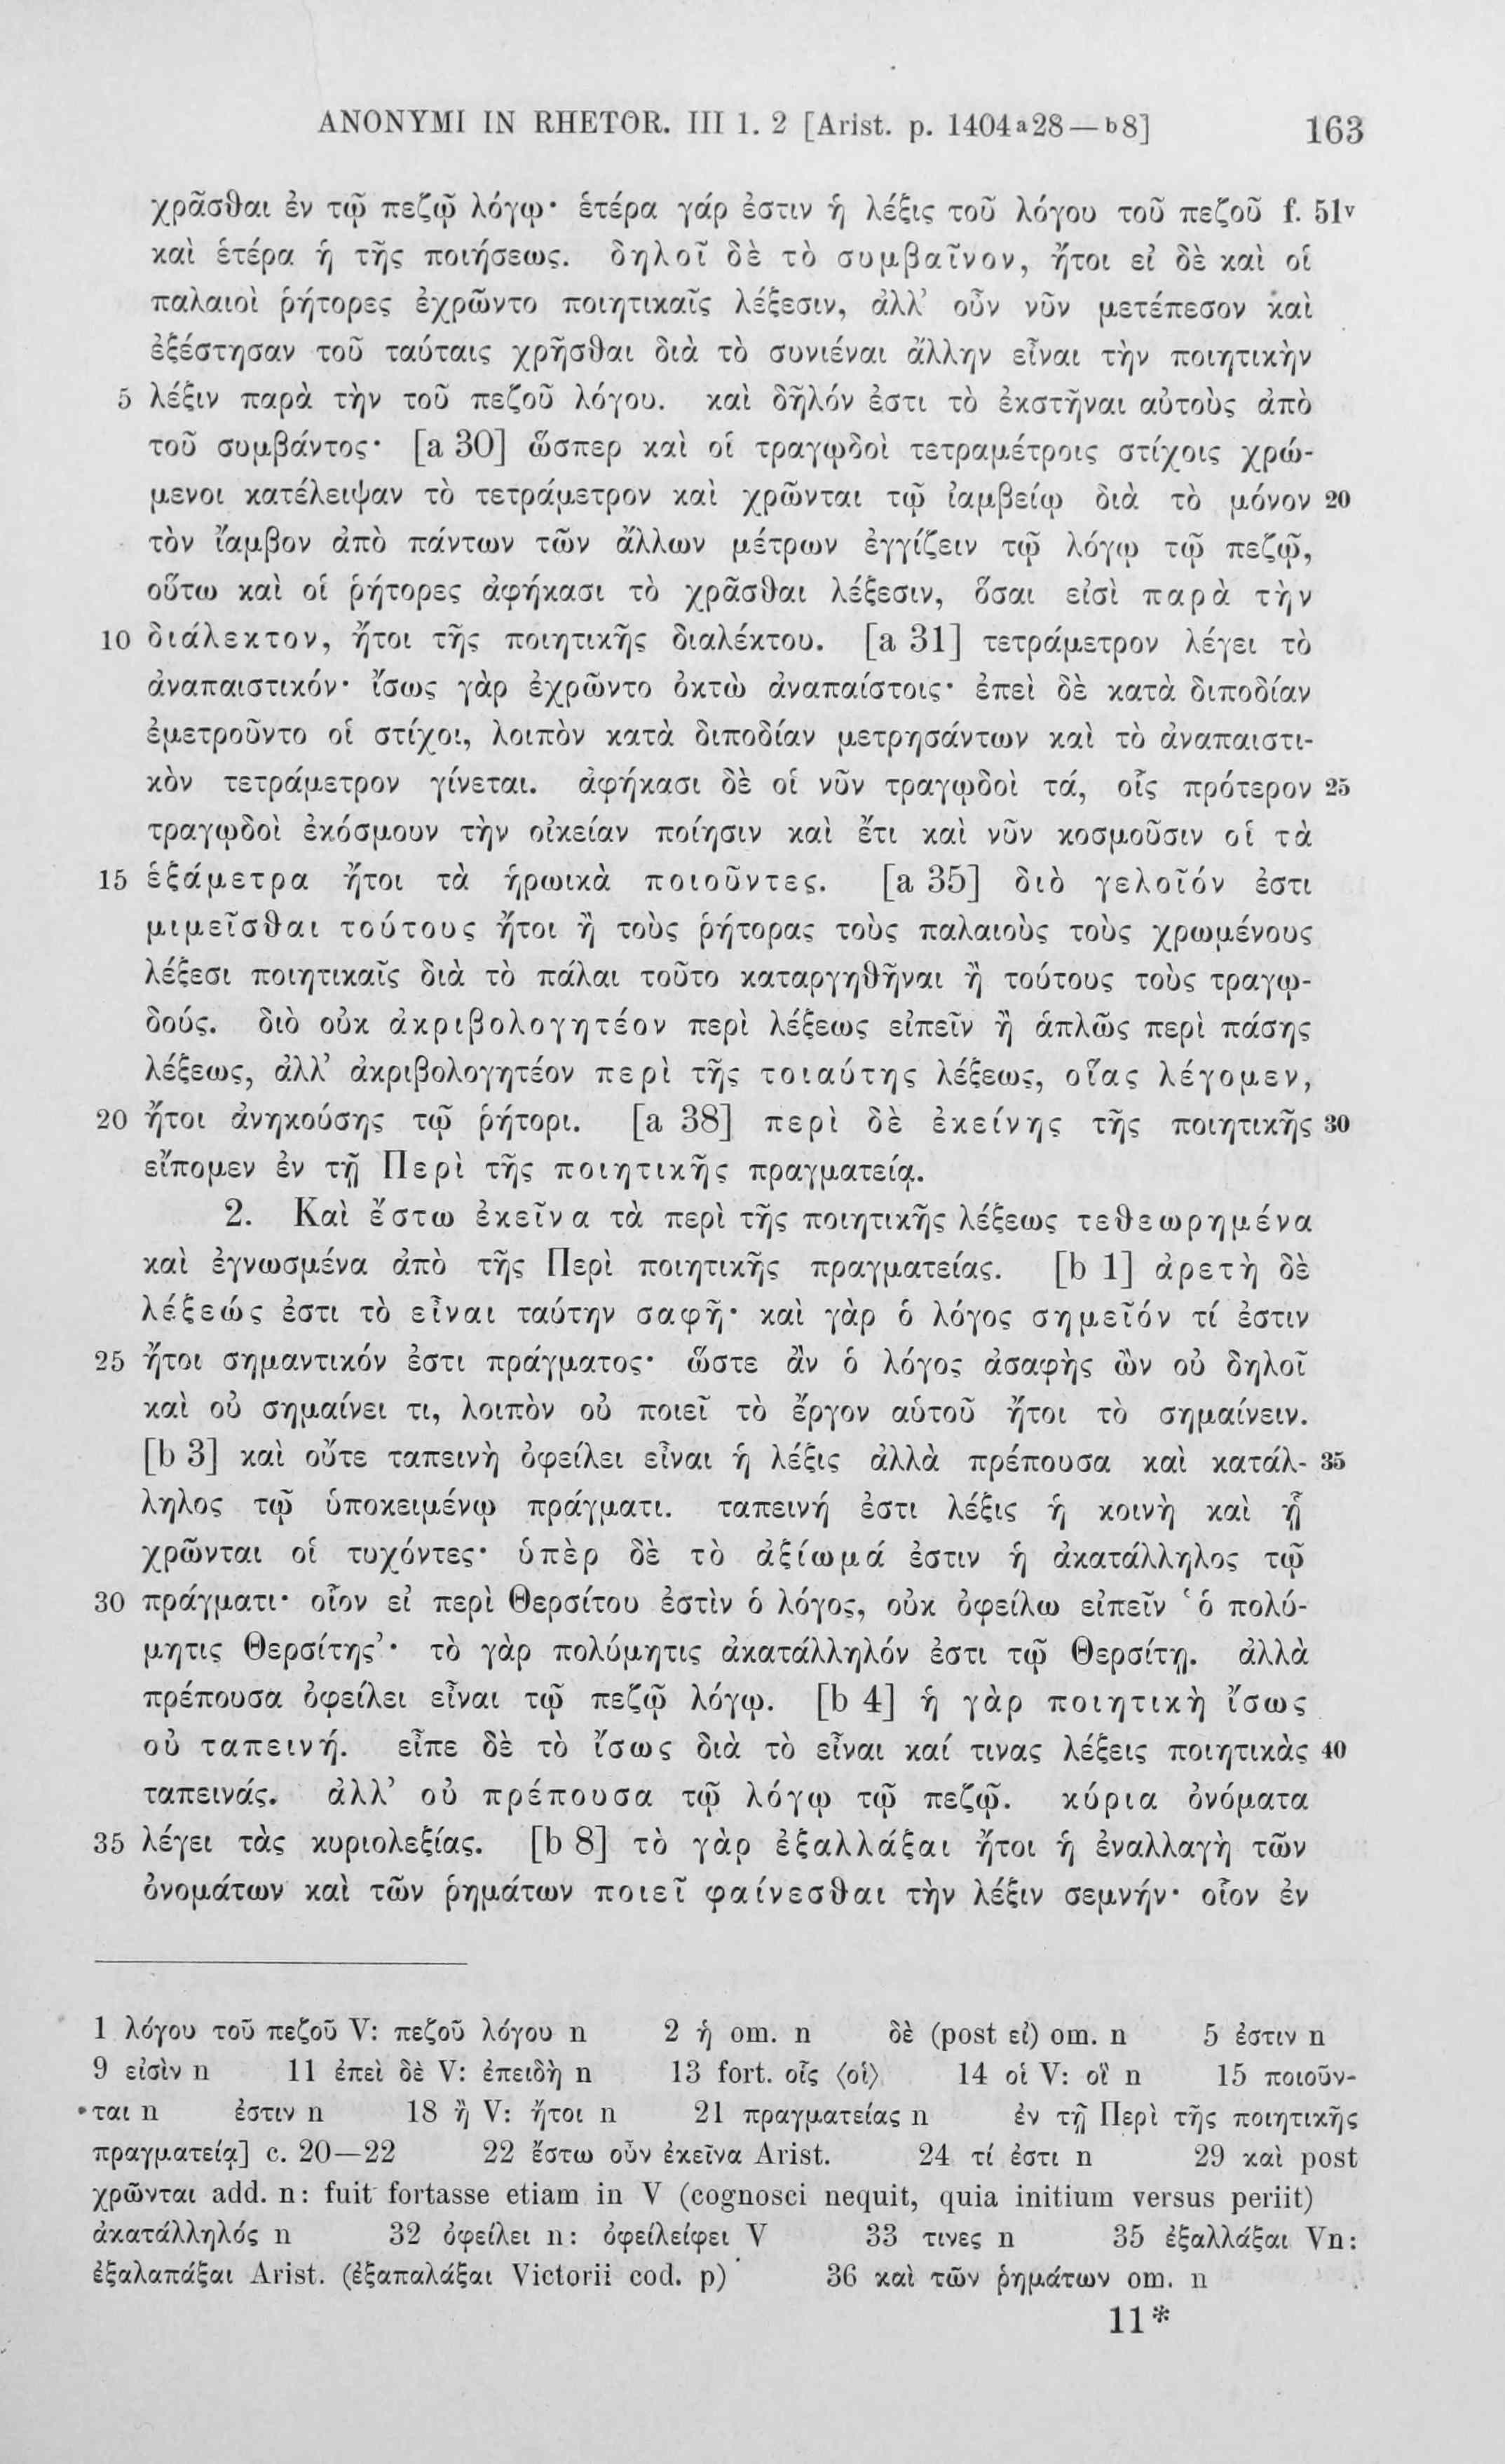 ANONYMI IN RHETOR. III 1. 2 [Arist. p. 1404a28—b8] 163
χρᾶσθαι ἐν τῷ πεζῷ λόγῳ· ἑτέρα γάρ ἐστιν ἡ λέξις τοῦ λόγου τοῦ πεζοῦ f. 51v
καὶ ἑτέρα ἡ τῆς ποιήσεως. δηλοῖ δὲ τὸ συμβαῖνον, ἤτοι εἰ δὲ καὶ οἱ
παλαιοὶ ῥήτορες ἐχρῶντο ποιητικαῖς λέξεσιν, ἀλλ’ οὖν νῦν μετέπεσον καὶ
ἐξέστησαν τοῦ ταύταις χρῆσθαι διὰ τὸ συνιέναι ἄλλην εἶναι τὴν ποιητικὴν
5 λέξιν παρὰ τὴν τοῦ πεζοῦ λόγου. καὶ δῆλόν ἐστι τὸ ἐκστῆναι αὐτοὺς ἀπὸ
τοῦ συμβάντος· [a 30] ὥσπερ καὶ οἱ τραγῳδοὶ τετραμέτροις στίχοις χρώ-
μενοι κατέλειψαν τὸ τετράμετρον καὶ χρῶνται τῷ ἰαμβείῳ διὰ τὸ μόνον 20
τὸν ἴαμβον ἀπὸ πάντων τῶν ἄλλων μέτρων ἐγγίζειν τῷ λόγῳ τῷ πεζῷ,
οὕτω καὶ οἱ ῥήτορες ἀφήκασι τὸ χρᾶσθαι λέξεσιν, ὅσαι εἰσὶ παρὰ τὴν
10 διάλεκτον, ἤτοι τῆς ποιητικῆς διαλέκτου. [a 31] τετράμετρον λέγει τὸ
ἀναπαιστικόν· ἴσως γὰρ ἐχρῶντο ὀκτὼ ἀναπαίστοις· ἐπεὶ δὲ κατὰ διποδίαν
ἐμετροῦντο οἱ στίχοι, λοιπὸν κατὰ διποδίαν μετρησάντων καὶ τὸ ἀναπαιστι-
κὸν τετράμετρον γίνεται. ἀφήκασι δὲ οἱ νῦν τραγῳδοὶ τά, οἷς πρότερον 25
τραγῳδοὶ ἐκόσμουν τὴν οἰκείαν ποίησιν καὶ ἔτι καὶ νῦν κοσμοῦσιν οἱ τὰ
15 ἑξάμετρα ἤτοι τὰ ἡρωικὰ ποιοῦντες. [a 35] διὸ γελοῖόν ἐστι
μιμεῖσθαι τούτους ἤτοι ἢ τοὺς ῥήτορας τοὺς παλαιοὺς τοὺς χρωμένους
λέξεσι ποιητικαῖς διὰ τὸ πάλαι τοῦτο καταργηθῆναι ἢ τούτους τοὺς τραγῳ-
δούς. διὸ οὐκ ἀκριβολογητέον περὶ λέξεως εἰπεῖν ἢ ἁπλῶς περὶ πάσης
λέξεως, ἀλλ’ ἀκριβολογητέον περὶ τῆς τοιαύτης λέξεως, οἵας λέγομεν,
20 ἤτοι ἀνηκούσης τῷ ῥήτορι. [a 38] περὶ δὲ ἐκείνης τῆς ποιητικῆς 30
εἴπομεν ἐν τῇ Περὶ τῆς ποιητικῆς πραγματείᾳ.
2. Καὶ ἔστω ἐκεῖνα τὰ περὶ τῆς ποιητικῆς λέξεως τεθεωρημένα
καὶ ἐγνωσμένα ἀπὸ τῆς Περὶ ποιητικῆς πραγματείας. [b 1] ἀρετὴ δὲ
λέξεώς ἐστι τὸ εἶναι ταύτην σαφῆ· καὶ γὰρ ὁ λόγος σημεῖόν τί ἐστιν
25 ἤτοι σημαντικόν ἐστι πράγματος· ὥστε ἂν ὁ λόγος ἀσαφὴς ὢν οὐ δηλοῖ
καὶ οὐ σημαίνει τι, λοιπὸν οὐ ποιεῖ τὸ ἔργον αὑτοῦ ἤτοι τὸ σημαίνειν.
[b 3] καὶ οὔτε ταπεινὴ ὀφείλει εἶναι ἡ λέξις ἀλλὰ πρέπουσα καὶ κατάλ- 35
ληλος τῷ ὑποκειμένῳ πράγματι. ταπεινή ἐστι λέξις ἡ κοινὴ καὶ ᾗ
χρῶνται οἱ τυχόντες· ὑπὲρ δὲ τὸ ἀξίωμά ἐστιν ἡ ἀκατάλληλος τῷ
30 πράγματι· οἷον εἰ περὶ Θερσίτου ἐστὶν ὁ λόγος, οὐκ ὀφείλω εἰπεῖν ‘ὁ πολύ-
μητις Θερσίτης’· τὸ γὰρ πολύμητις ἀκατάλληλόν ἐστι τῷ Θερσίτῃ. ἀλλὰ
πρέπουσα ὀφείλει εἶναι τῷ πεζῷ λόγῳ. [b 4] ἡ γὰρ ποιητικὴ ἴσως
οὐ ταπεινή. εἶπε δὲ τὸ ἴσως διὰ τὸ εἶναι καί τινας λέξεις ποιητικὰς 40
ταπεινάς. ἀλλ’ οὐ πρέπουσα τῷ λόγῳ τῷ πεζῷ. κύρια ὀνόματα
35 λέγει τὰς κυριολεξίας. [b 8] τὸ γὰρ ἐξαλλάξαι ἤτοι ἡ ἐναλλαγὴ τῶν
ὀνομάτων καὶ τῶν ῥημάτων ποιεῖ φαίνεσθαι τὴν λέξιν σεμνήν· οἷον ἐν
1 λόγου τοῦ πεζοῦ V: πεζοῦ λόγου n 2 ἡ om. n δὲ (post εἰ) om. n 5 ἐστιν n
9 εἰσὶν n 11 ἐπεὶ δὲ V: ἐπειδὴ n 13 fort. οἷς ⟨οἱ⟩ 14 οἱ V: οἳ n 15 ποιοῦν-
ται n ἐστιν n 18 ἢ V: ἤτοι n 21 πραγματείας n ἐν τῇ Περὶ τῆς ποιητικῆς
πραγματείᾳ] c. 20—22 22 ἔστω οὖν ἐκεῖνα Arist. 24 τί ἐστι n 29 καὶ post
χρῶνται add. n: fuit fortasse etiam in V (cognosci nequit, quia initium versus periit)
ἀκατάλληλός n 32 ὀφείλει n: ὀφείλείφει V 33 τινες n 35 ἐξαλλάξαι Vn:
ἐξαλαπάξαι Arist. (ἐξαπαλάξαι Victorii cod. p) 36 καὶ τῶν ῥημάτων om. n
11*